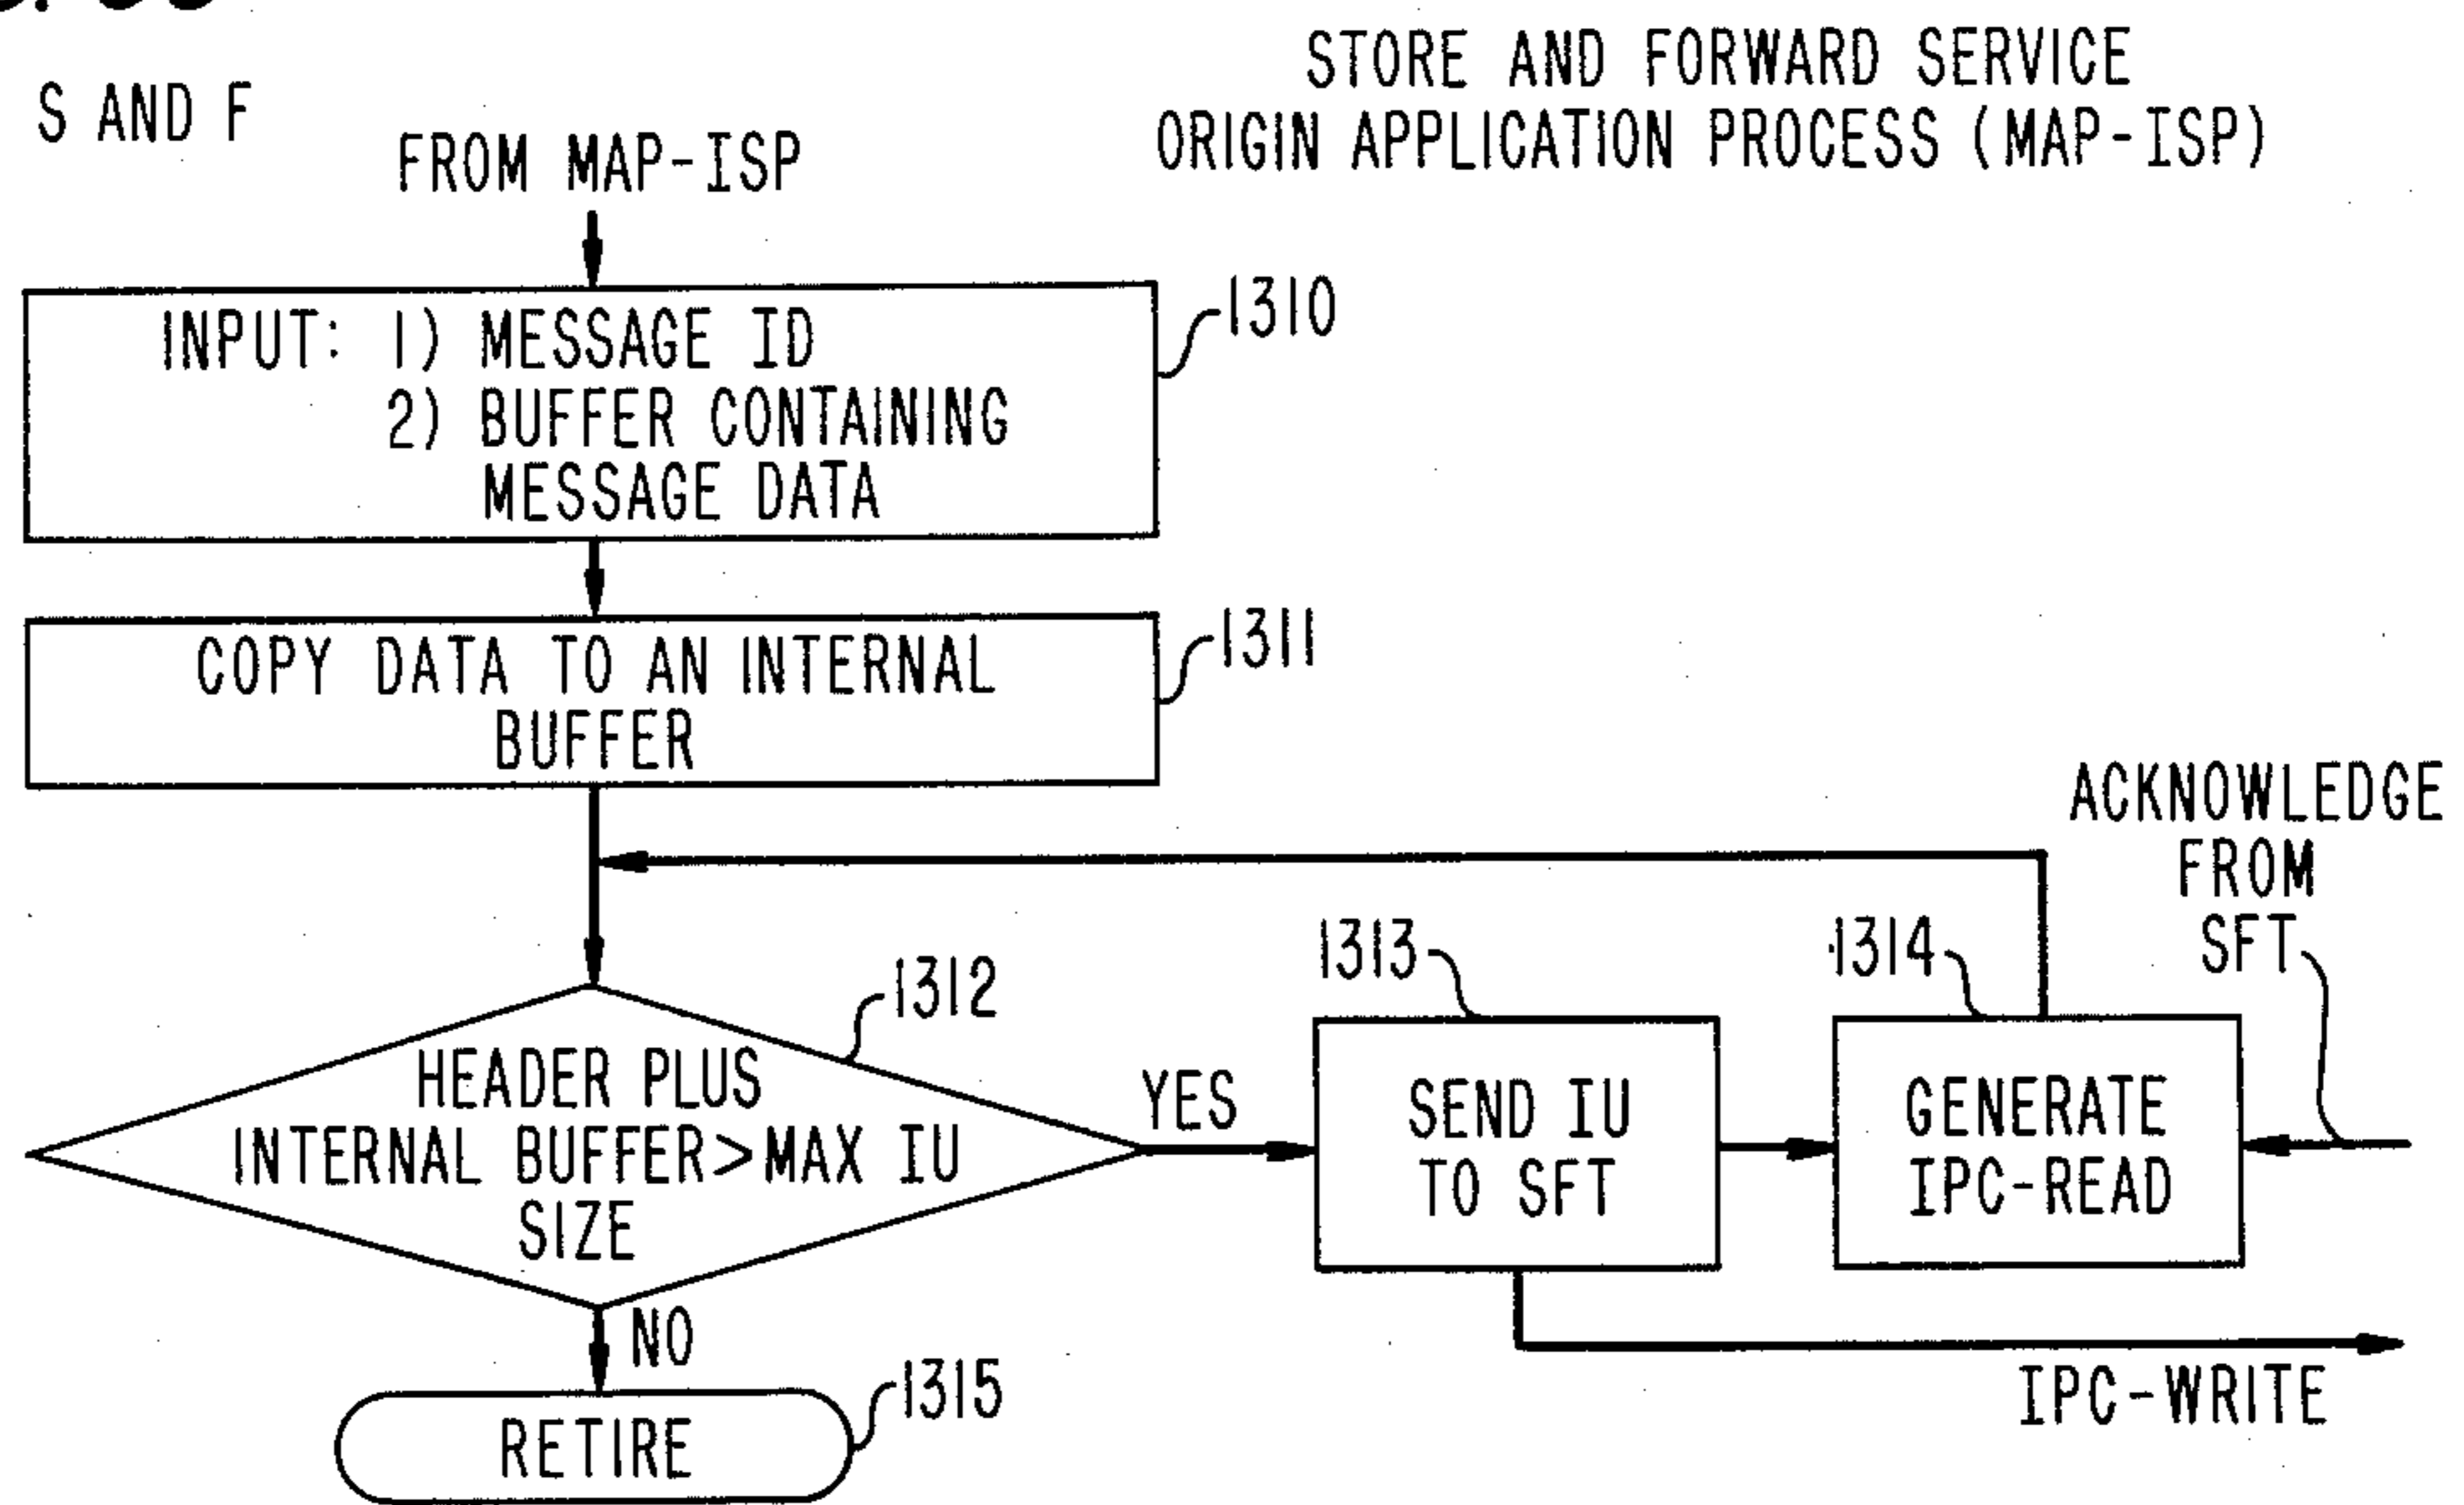 STORE AND FORWARD SERVICE
ORIGIN APPLICATION PROCESS (MAP-ISP)
S AND F
FROM MAP-ISP
1310
INPUT: 1) MESSAGE ID
2) BUFFER CONTAINING
MESSAGE DATA
1311
COPY DATA TO AN INTERNAL
BUFFER
ACKNOWLEDGE
FROM
SFT
1312
1313
1314
HEADER PLUS
INTERNAL BUFFER>MAX IU
SIZE
YES
SEND IU
TO SFT
GENERATE
IPC-READ
NO
IPC-WRITE
1315
RETIRE